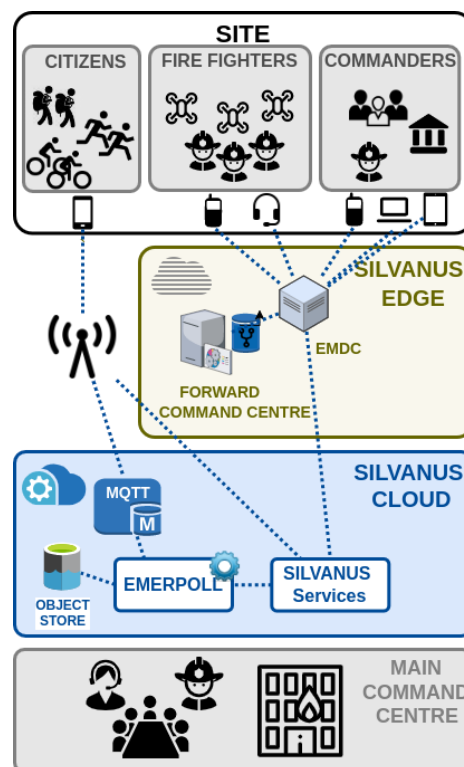 SITE
CITIZENS
FIRE FIGHTERS
COMMANDERS
SILVANUS
EDGE
EMDC
FORWARD
COMMAND CENTRE
SILVANUS
CLOUD
MQTT
M
EMERPOLL
SILVANUS
Services
OBJECT
STORE
MAIN
COMMAND
CENTRE